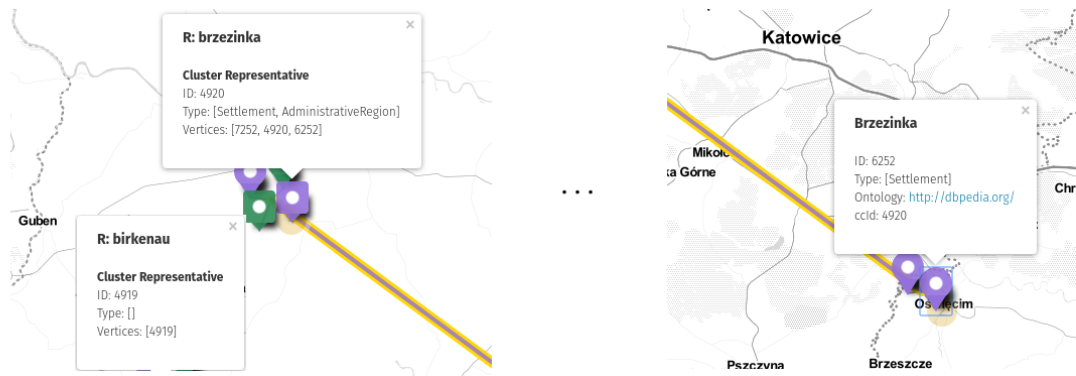 R: brzezinka
×
Cluster Representative
ID: 4920
Type: [Settlement, AdministrativeRegion]
Vertices: [7252, 4920, 6252]
Guben
R: birkenau
×
Cluster Representative
ID: 4919
Type: []
Vertices: [4919]
...
Katowice
Mikoło
ka Górne
Brzezinka
×
ID: 6252
Type: [Settlement]
Ontology: http://dbpedia.org/
ccId: 4920
Chr
Pszczyna
Brzeszcze